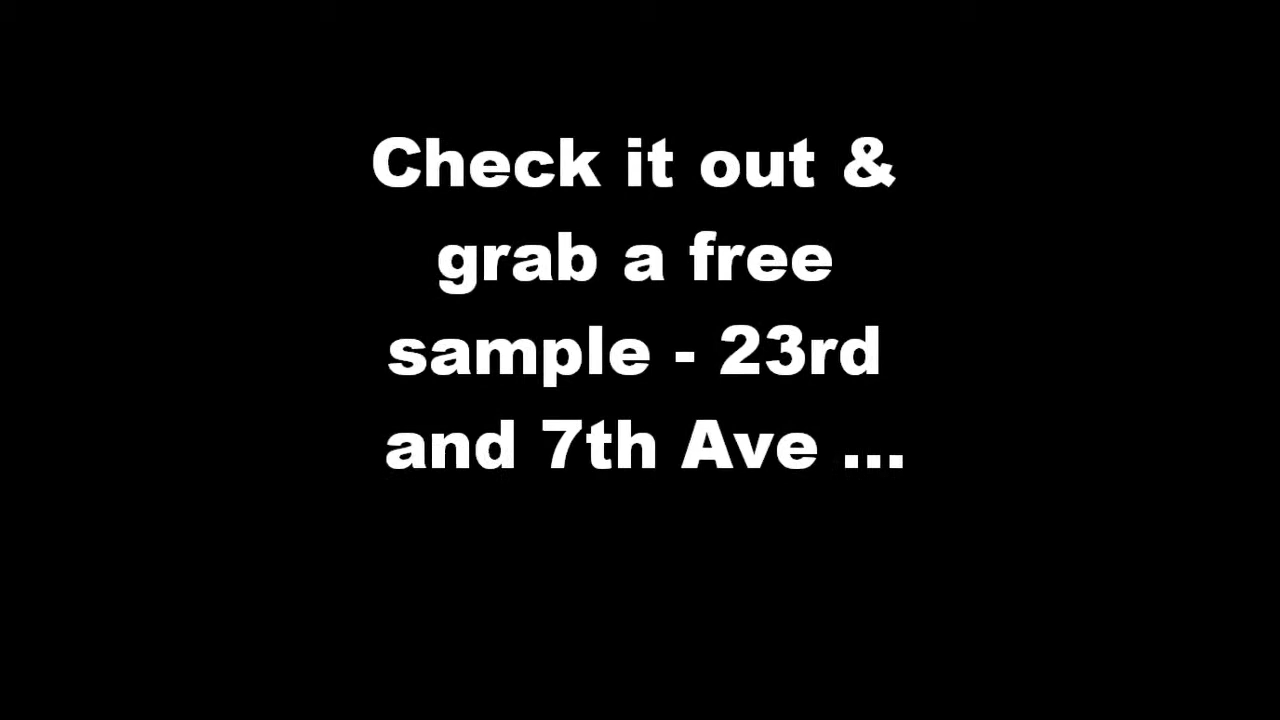 Check it out &
grab a free
sample - 23rd
and 7th Ave ...